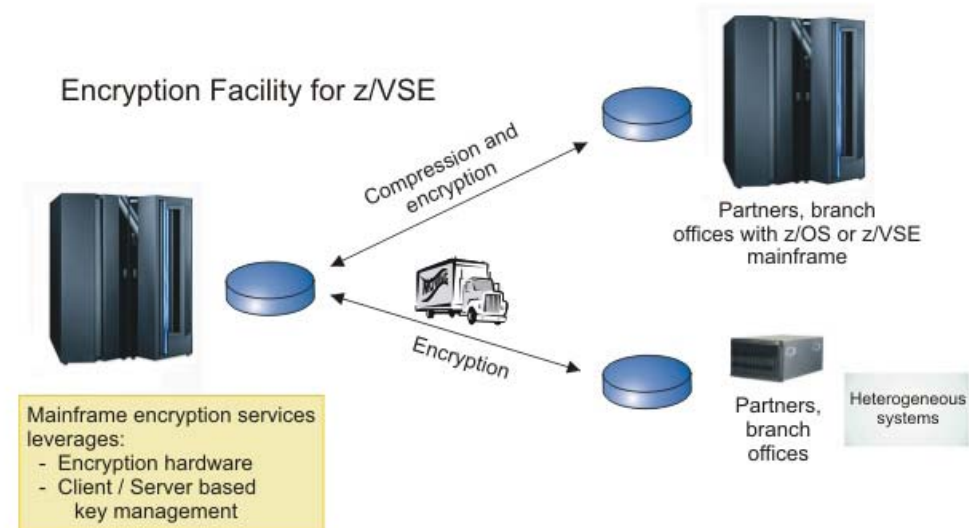 Encryption Facility for z/VSE
Compression and
encryption
Partners, branch
offices with z/OS or z/VSE
mainframe
Encryption
Mainframe encryption services
leverages:
- Encryption hardware
- Client / Server based
key management
Partners,
branch
offices
Heterogeneous
systems